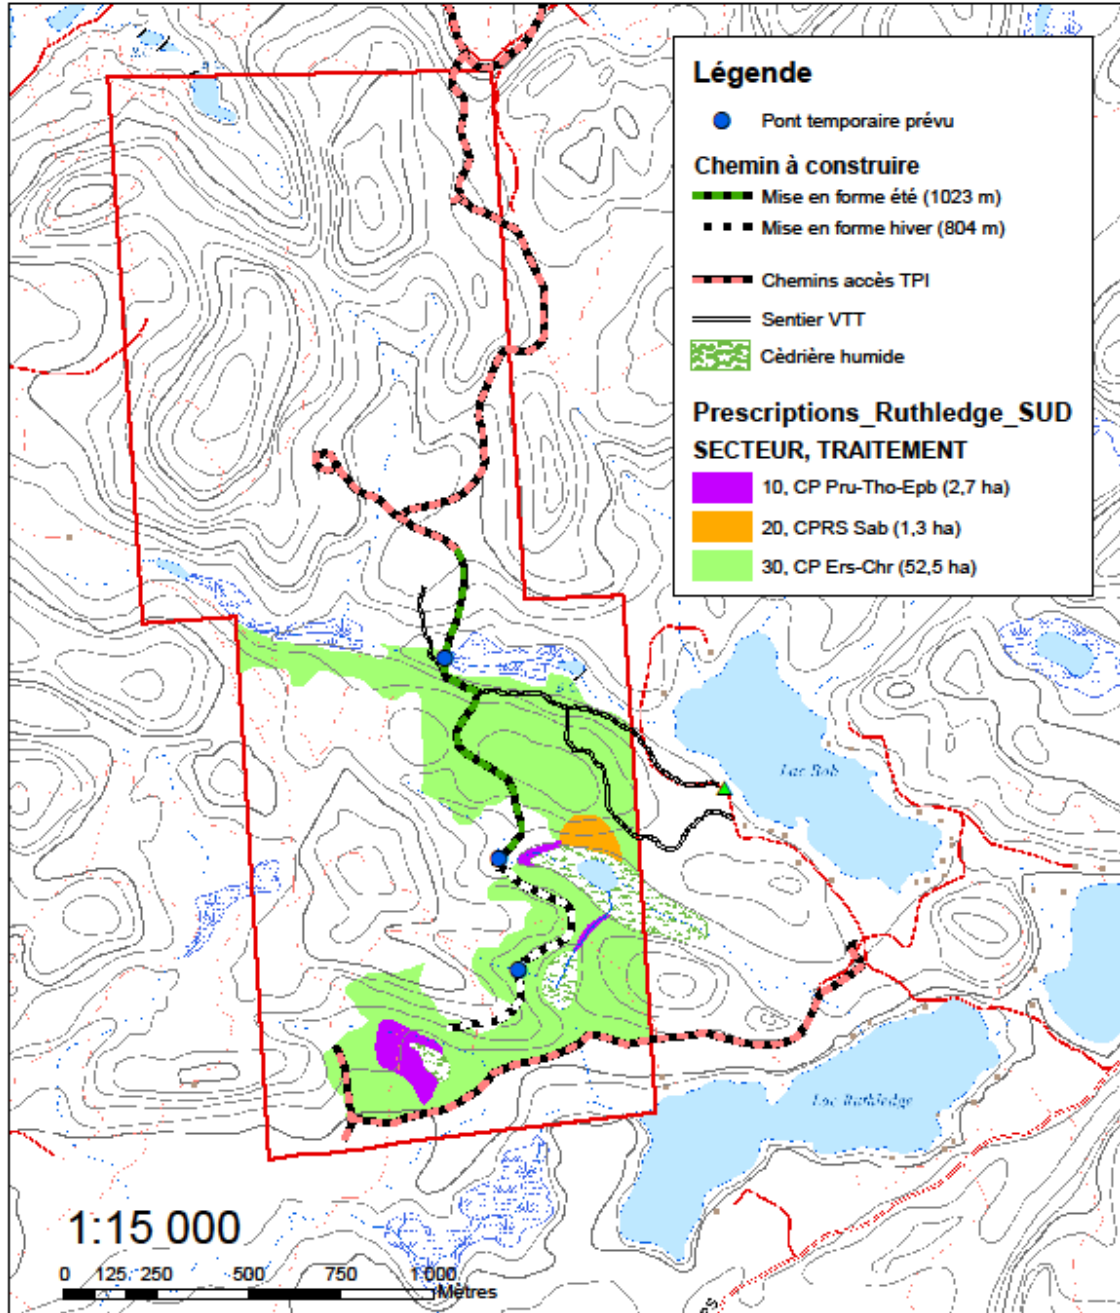 Légende
Pont temporaire prévu
Chemin à construire
Mise en forme été (1023 m)
Mise en forme hiver (804 m)
Chemins accès TPI
Sentier VTT
Cèdrière humide
Prescriptions_Ruthledge_SUD
SECTEUR, TRAITEMENT
10, CP Pru-Tho-Epb (2,7 ha)
20, CPRS Sab (1,3 ha)
30, CP Ers-Chr (52,5 ha)
Lac Bob
Lac Ruthledge
1:15 000
0 125 250 500 750 1 000
Mètres